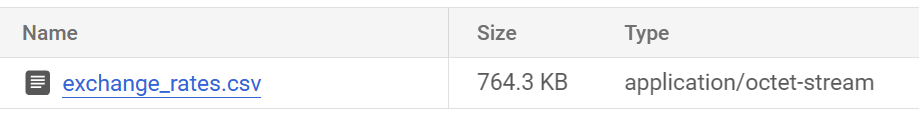 Name Size Type
exchange_rates.csv 764.3 KB application/octet-stream